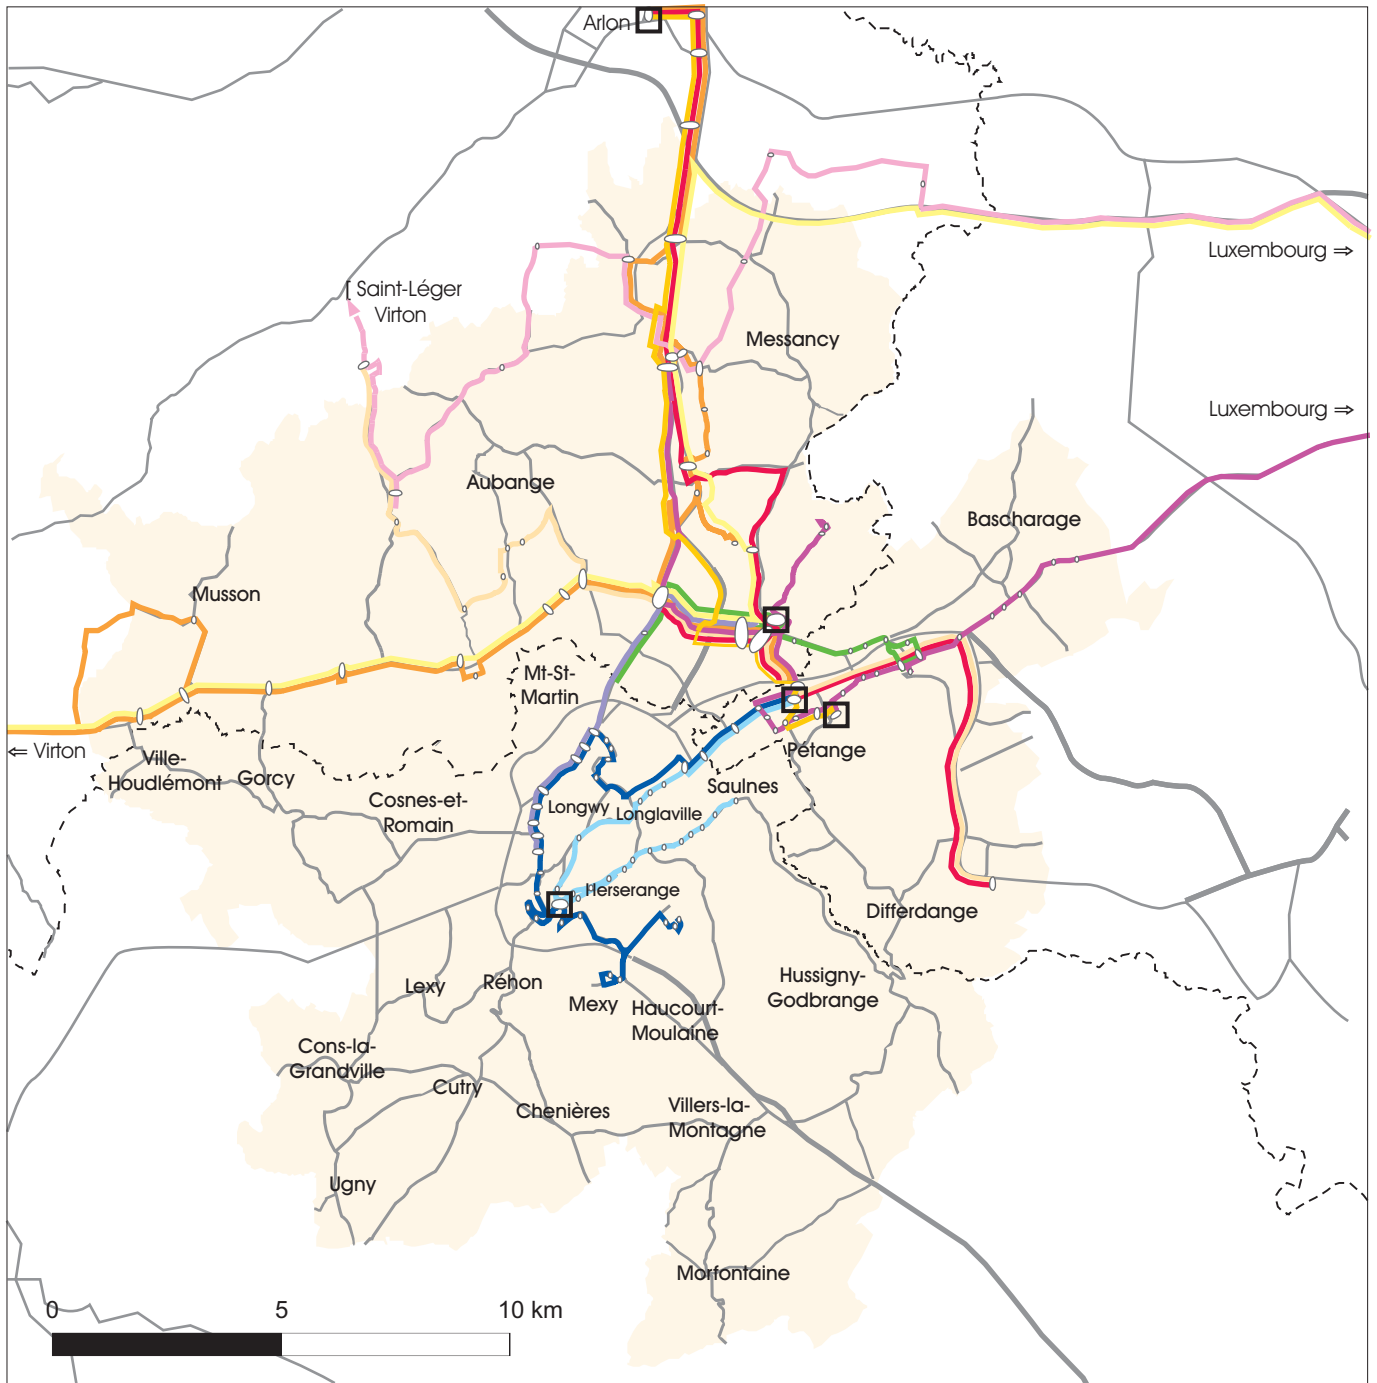 Arlon
Luxembourg ⇒
[ Saint-Léger
Virton
Messancy
Luxembourg ⇒
Aubange
Bascharage
Musson
Mt-St-
Martin
⇐ Virton
Ville-
Houdlémont
Gorcy
Pétange
Saulnes
Cosnes-et-
Romain
Longwy
Longlaville
Herserange
Differdange
Lexy
Réhon
Mexy
Haucourt-
Moulaine
Hussigny-
Godbrange
Cons-la-
Grandville
Cutry
Chenières
Villers-la-
Montagne
Ugny
Morfontaine
0 5 10 km